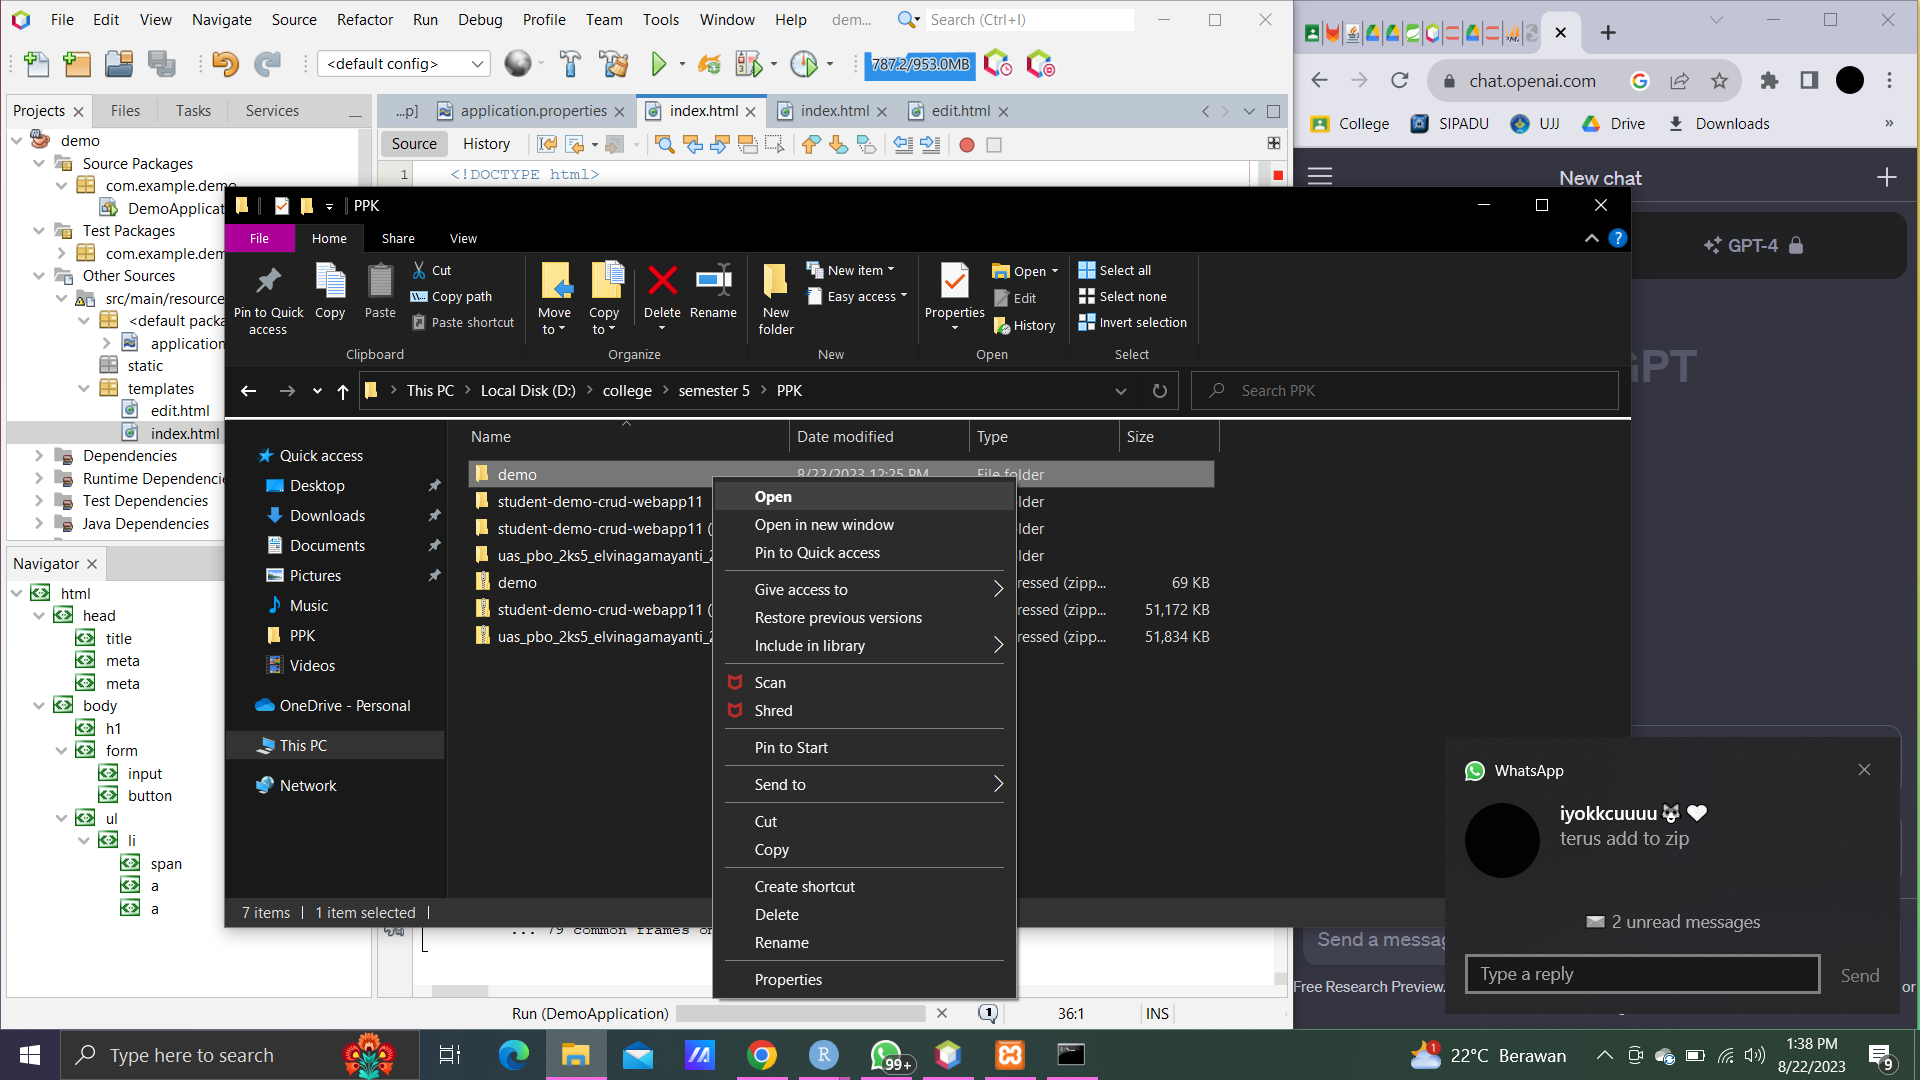 File Edit View Navigate Source Refactor Run Debug Profile Team Tools Window Help dem... Search (Ctrl+I)
<default config> 787.2/953.0MB
Projects Files Tasks Services
...p] application.properties index.html index.html edit.html
Source History
1 <!DOCTYPE html>
demo
Source Packages
com.example.demo
DemoApplicat
Test Packages
com.example.dem
Other Sources
src/main/resource
<default packa
application
static
templates
edit.html
index.html
Dependencies
Runtime Dependenci
Test Dependencies
Java Dependencies
Navigator
html
head
title
meta
meta
body
h1
form
input
button
ul
li
span
a
a
PPK
File Home Share View
Pin to Quick access
Copy
Paste
Cut
Copy path
Paste shortcut
Clipboard
Move to
Copy to
Delete
Rename
Organize
New folder
New item
Easy access
New
Properties
Open
Edit
History
Open
Select all
Select none
Invert selection
Select
This PC Local Disk (D:) college semester 5 PPK
Search PPK
Quick access
Desktop
Downloads
Documents
Pictures
Music
PPK
Videos
OneDrive - Personal
This PC
Network
Name Date modified Type Size
demo 8/22/2023 12:25 PM File folder
student-demo-crud-webapp11 lder
student-demo-crud-webapp11 ( lder
uas_pbo_2ks5_elvinagamayanti_2 lder
demo ressed (zipp... 69 KB
student-demo-crud-webapp11 ( ressed (zipp... 51,172 KB
uas_pbo_2ks5_elvinagamayanti_2 ressed (zipp... 51,834 KB
7 items 1 item selected
Open
Open in new window
Pin to Quick access
Give access to
Restore previous versions
Include in library
Scan
Shred
Pin to Start
Send to
Cut
Copy
Create shortcut
Delete
Rename
Properties
... 79 common frames o
Run (DemoApplication) 1 36:1 INS
chat.openai.com
College SIPADU UJJ Drive Downloads »
New chat
GPT-4
GPT
Send a messag
Free Research Preview. or
WhatsApp
iyokkcuuuu
terus add to zip
2 unread messages
Type a reply Send
Type here to search
99+
1
22°C Berawan
1:38 PM
8/22/2023
9